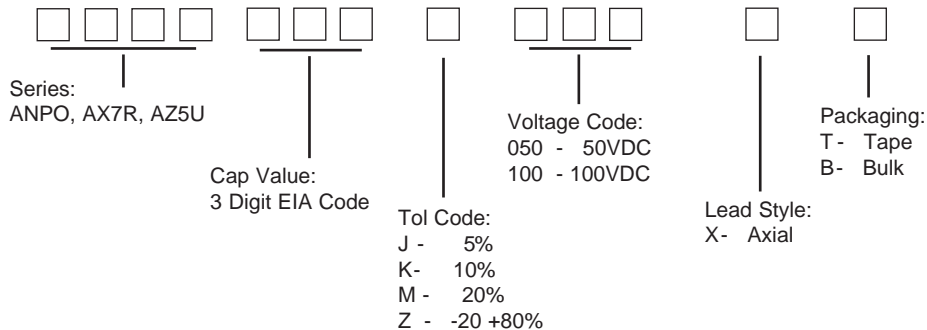 Series:
ANPO, AX7R, AZ5U
Cap Value:
3 Digit EIA Code
Tol Code:
J - 5%
K- 10%
M - 20%
Z - -20 +80%
Voltage Code:
050 - 50VDC
100 - 100VDC
Lead Style:
X- Axial
Packaging:
T- Tape
B- Bulk